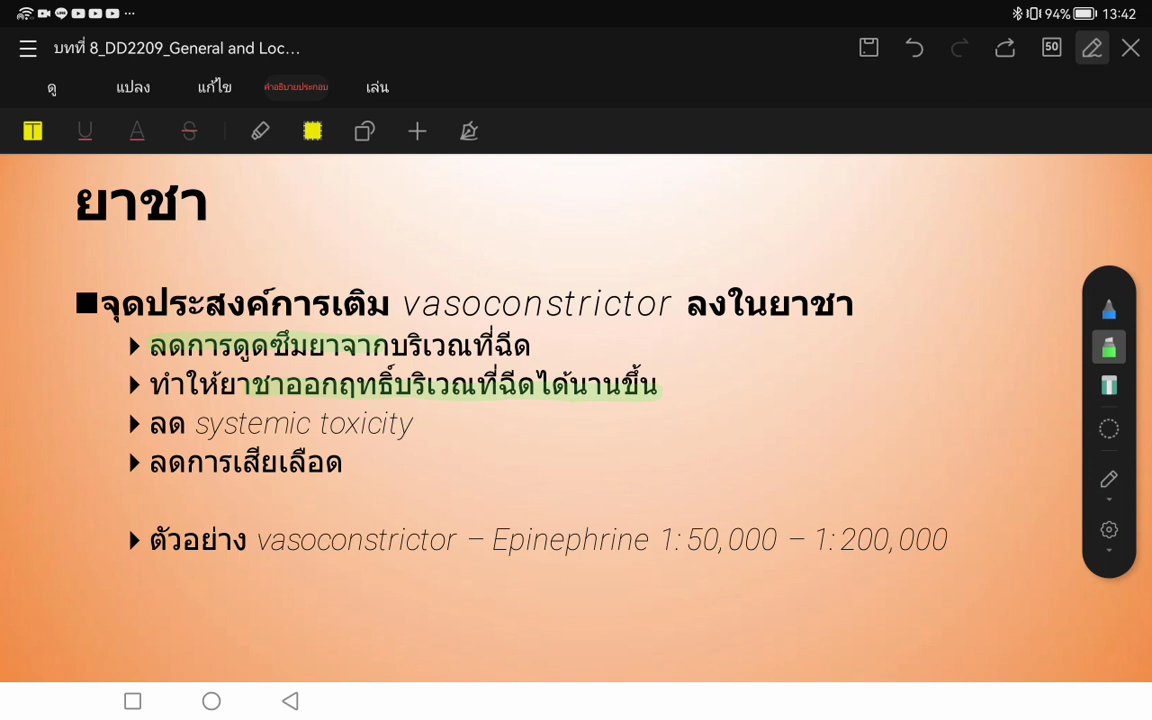 94% 13:42
บทที่ 8_DD2209_General and Loc...
50
ดู แปลง แก้ไข คำอธิบายประกอบ เล่น
T U A S
ยาชา
จุดประสงค์การเติม vasoconstrictor ลงในยาชา
ลดการดูดซึมยาจากบริเวณที่ฉีด
ทำให้ยาชาออกฤทธิ์บริเวณที่ฉีดได้นานขึ้น
ลด systemic toxicity
ลดการเสียเลือด
ตัวอย่าง vasoconstrictor – Epinephrine 1:50,000 – 1:200,000